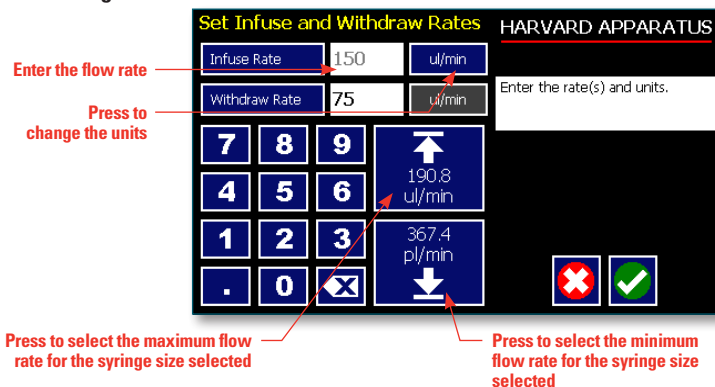 Set Infuse and Withdraw Rates
HARVARD APPARATUS
Infuse Rate 150 ul/min
Enter the flow rate
Enter the rate(s) and units.
Withdraw Rate 75 ul/min
Press to
change the units
7 8 9
190.8
ul/min
4 5 6
1 2 3
367.4
pl/min
. 0
Press to select the maximum flow
rate for the syringe size selected
Press to select the minimum
flow rate for the syringe size
selected